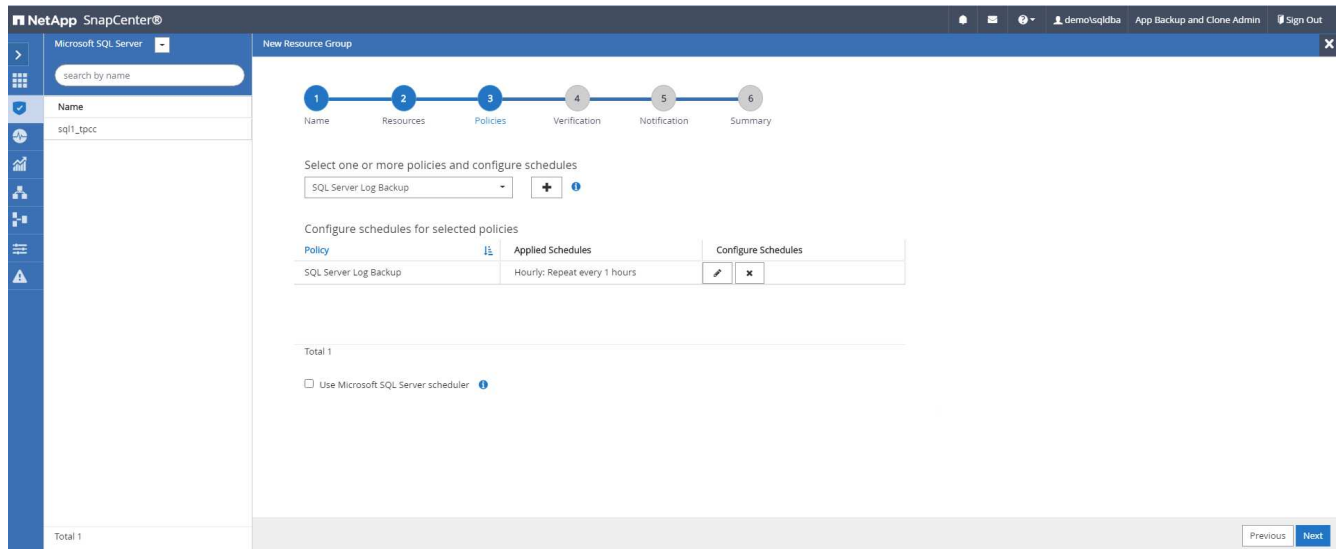 NetApp SnapCenter®
demo\sqldba App Backup and Clone Admin Sign Out
Microsoft SQL Server
New Resource Group
search by name
Name
sql1_tpcc
1 2 3 4 5 6
Name Resources Policies Verification Notification Summary
Select one or more policies and configure schedules
SQL Server Log Backup
Configure schedules for selected policies
Policy Applied Schedules Configure Schedules
SQL Server Log Backup Hourly: Repeat every 1 hours
Total 1
Use Microsoft SQL Server scheduler
Total 1
Previous Next